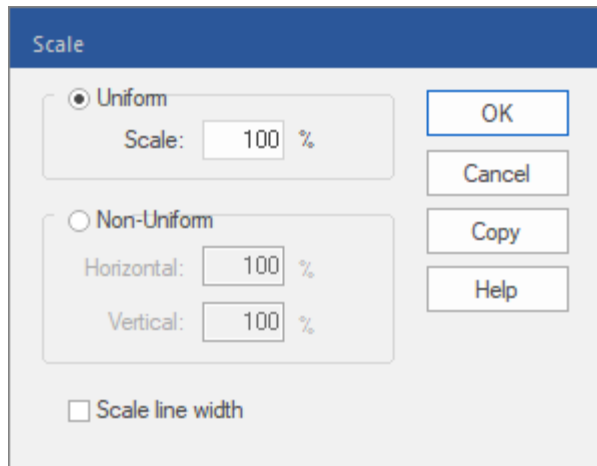 Scale
Uniform
Scale: 100 %
Non-Uniform
Horizontal: 100 %
Vertical: 100 %
Scale line width
OK
Cancel
Copy
Help